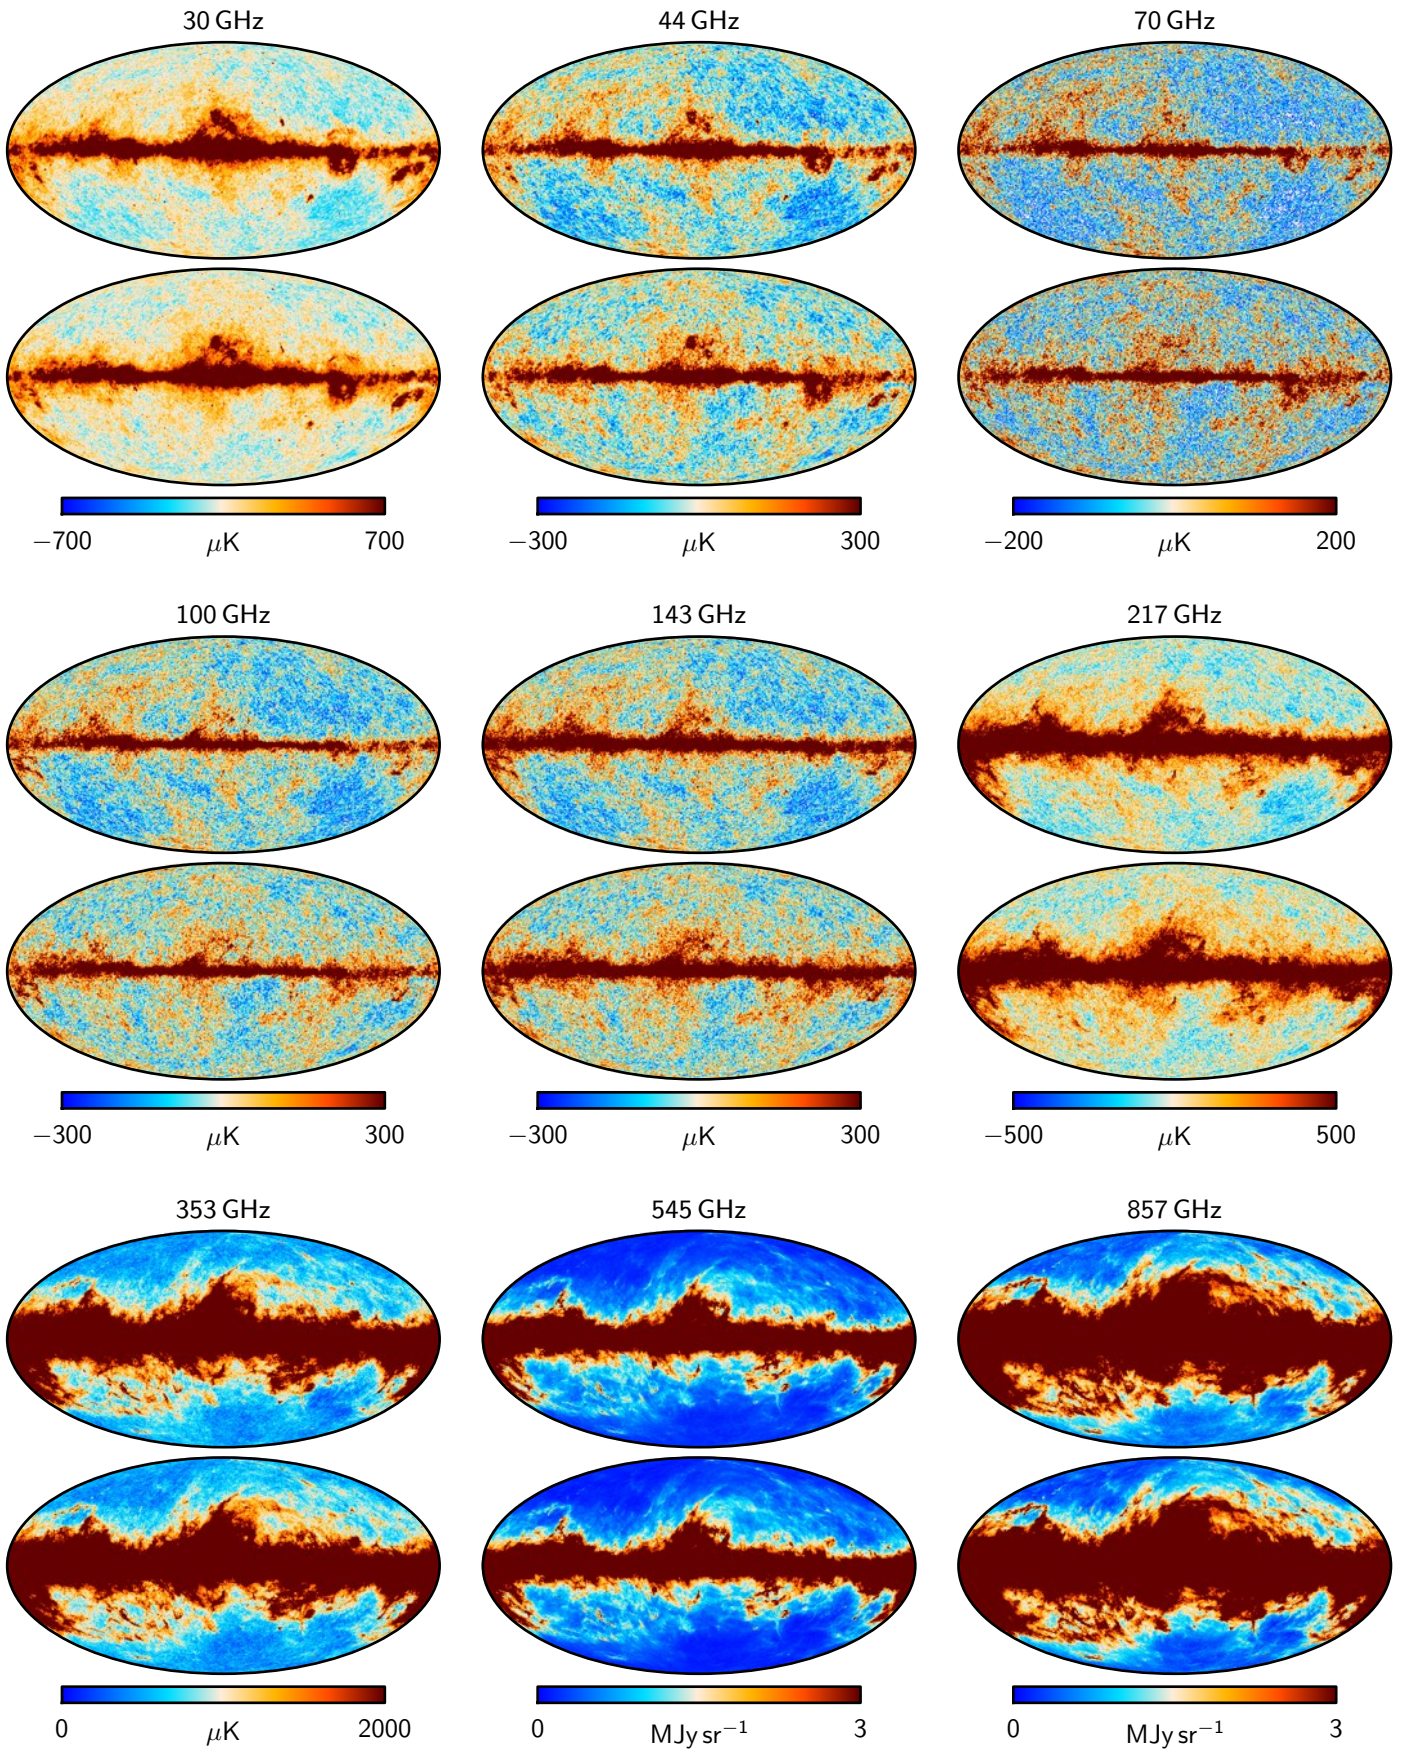 30 GHz 44 GHz 70 GHz
−700 μK 700 −300 μK 300 −200 μK 200
100 GHz 143 GHz 217 GHz
−300 μK 300 −300 μK 300 −500 μK 500
353 GHz 545 GHz 857 GHz
0 μK 2000 0 MJy sr⁻¹ 3 0 MJy sr⁻¹ 3